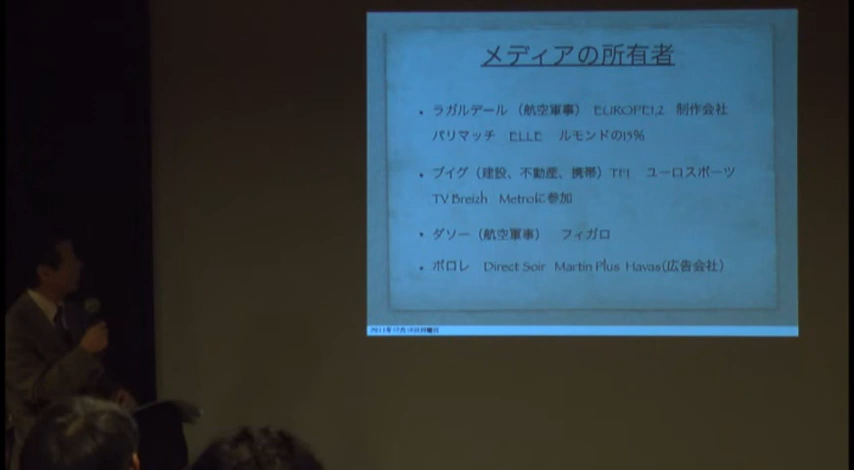 メディアの所有者
• ラガルデール (航空軍事) EUROPE1,2 制作会社
パリマッチ ELLE ルモンドの15%
• ブイグ (建設、不動産、携帯) TF1 ユーロスポーツ
TV Breizh Metroに参加
• ダソー (航空軍事) フィガロ
• ボロレ Direct Soir Martin Plus Havas(広告会社)